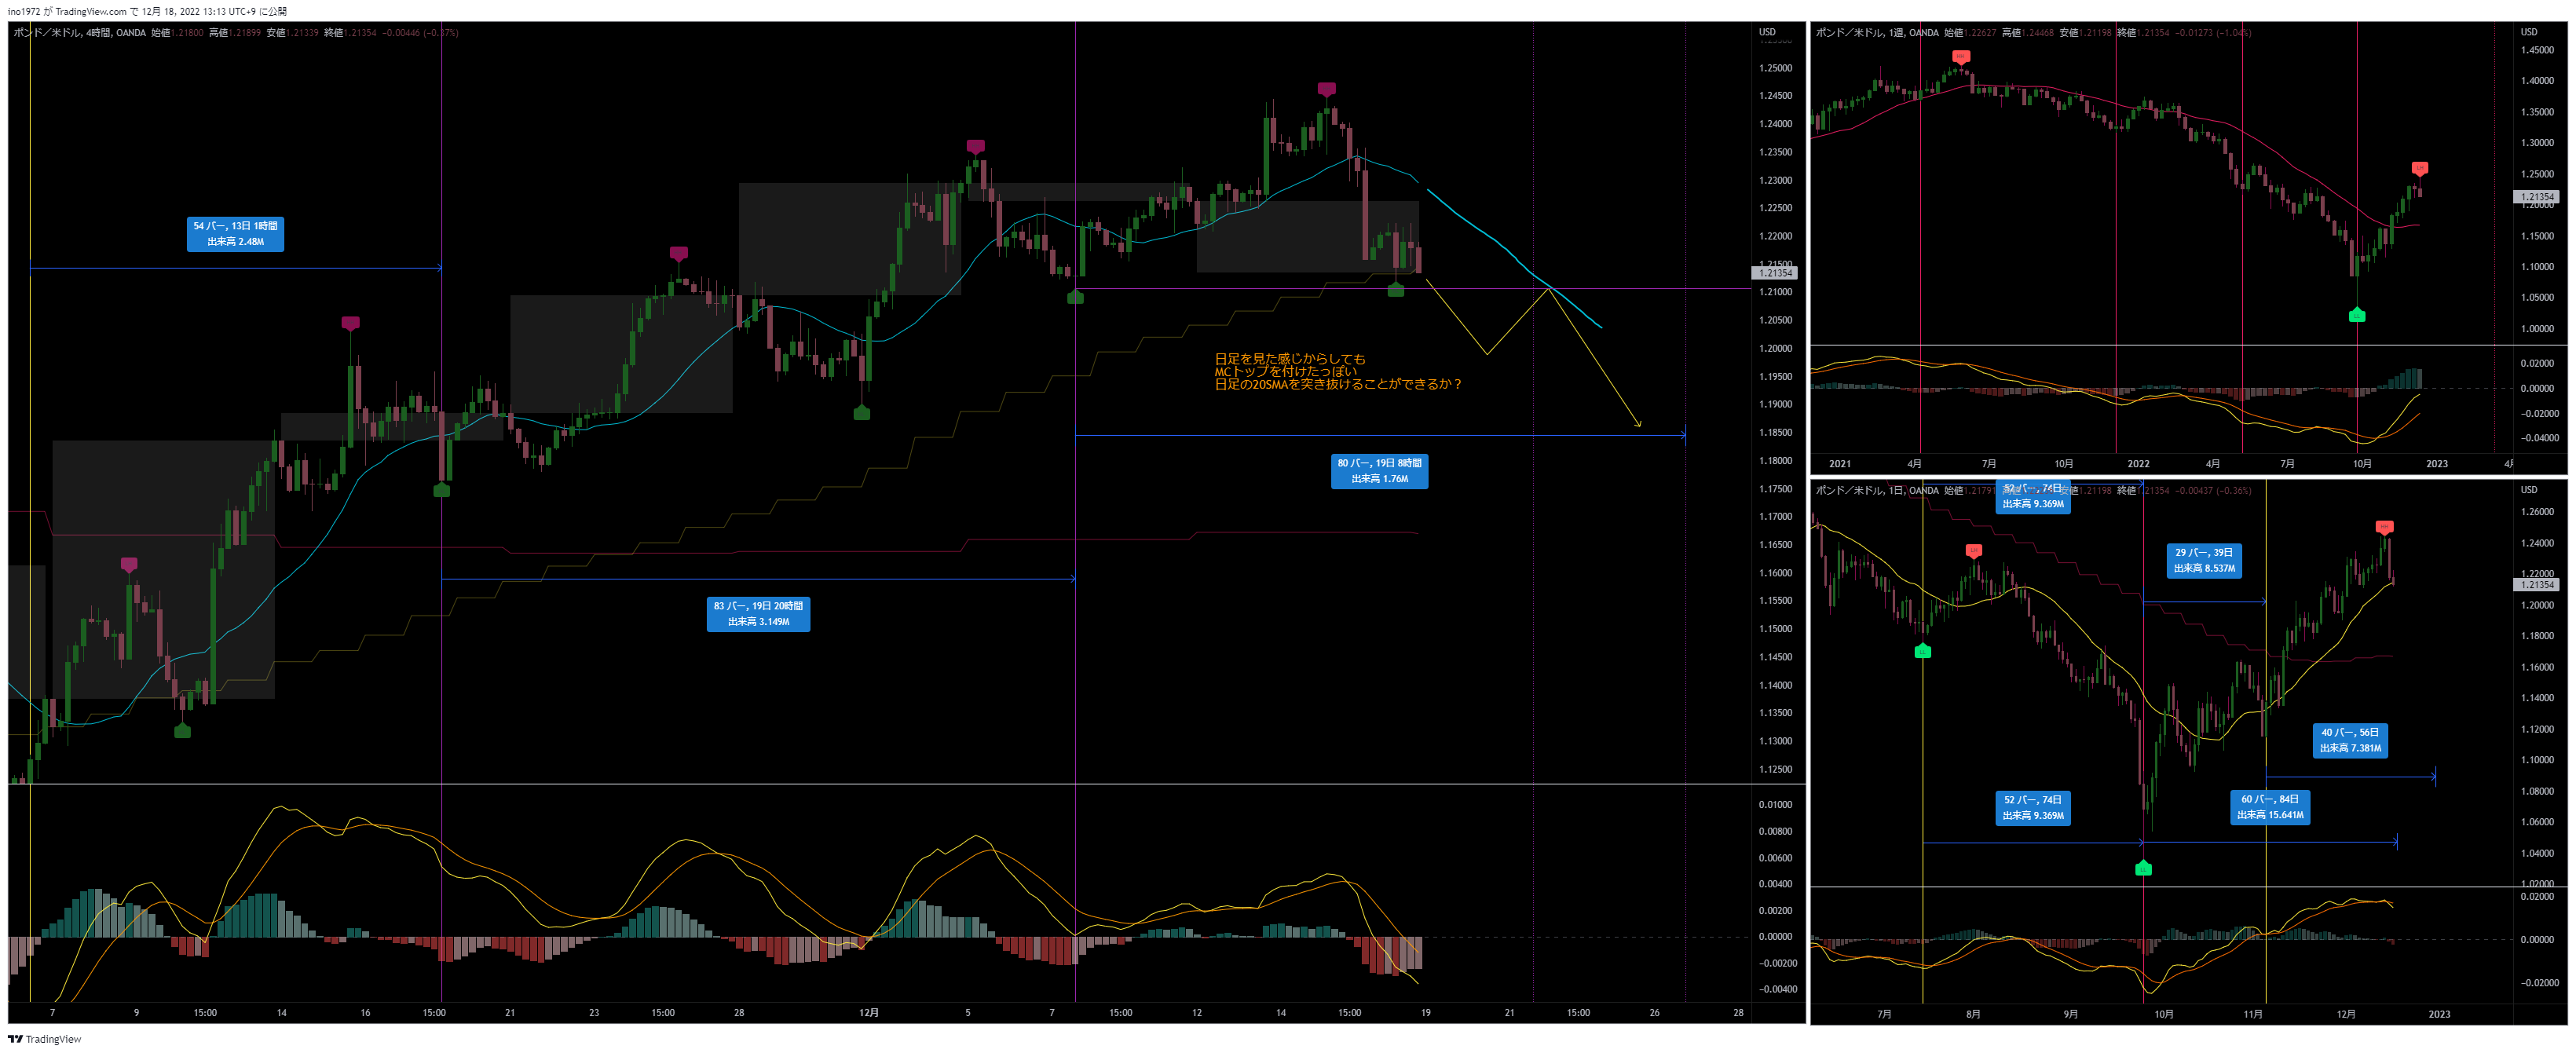 ino1972 が TradingView.com で 12月 18, 2022 13:13 UTC+9 に公開
ポンド／米ドル, 4時間, OANDA 始値1.21800 高値1.21899 安値1.21339 終値1.21354 −0.00446 (−0.37%)
USD
1.25000
1.24500
1.24000
1.23500
1.23000
1.22500
1.22000
1.21500
1.21354
1.21000
1.20500
1.20000
1.19500
1.19000
1.18500
1.18000
1.17500
1.17000
1.16500
1.16000
1.15500
1.15000
1.14500
1.14000
1.13500
1.13000
1.12500
54 バー, 13日 1時間
出来高 2.48M
日足を見た感じからしても
MCトップを付けたっぽい
日足の20SMAを突き抜けることができるか？
80 バー, 19日 8時間
出来高 1.76M
83 バー, 19日 20時間
出来高 3.149M
0.01000
0.00800
0.00600
0.00400
0.00200
0.00000
−0.00200
−0.00400
7 9 15:00 14 16 15:00 21 23 15:00 28 12月 5 7 15:00 12 14 15:00 19 21 15:00 26 28
ポンド／米ドル, 1週, OANDA 始値1.22627 高値1.24468 安値1.21198 終値1.21354 −0.01273 (−1.04%)
USD
1.45000
1.40000
1.35000
1.30000
1.25000
1.21354
1.20000
1.15000
1.10000
1.05000
1.00000
0.02000
0.00000
−0.02000
−0.04000
2021 4月 7月 10月 2022 4月 7月 10月 2023
ポンド／米ドル, 1日, OANDA 始値1.21791 安値1.21198 終値1.21354 −0.00437 (−0.36%)
USD
52 バー, 74日
出来高 9.369M
29 バー, 39日
出来高 8.537M
40 バー, 56日
出来高 7.381M
52 バー, 74日
出来高 9.369M
60 バー, 84日
出来高 15.641M
1.26000
1.24000
1.22000
1.21354
1.20000
1.18000
1.16000
1.14000
1.12000
1.10000
1.08000
1.06000
1.04000
1.02000
0.02000
0.00000
−0.02000
7月 8月 9月 10月 11月 12月 2023
TradingView